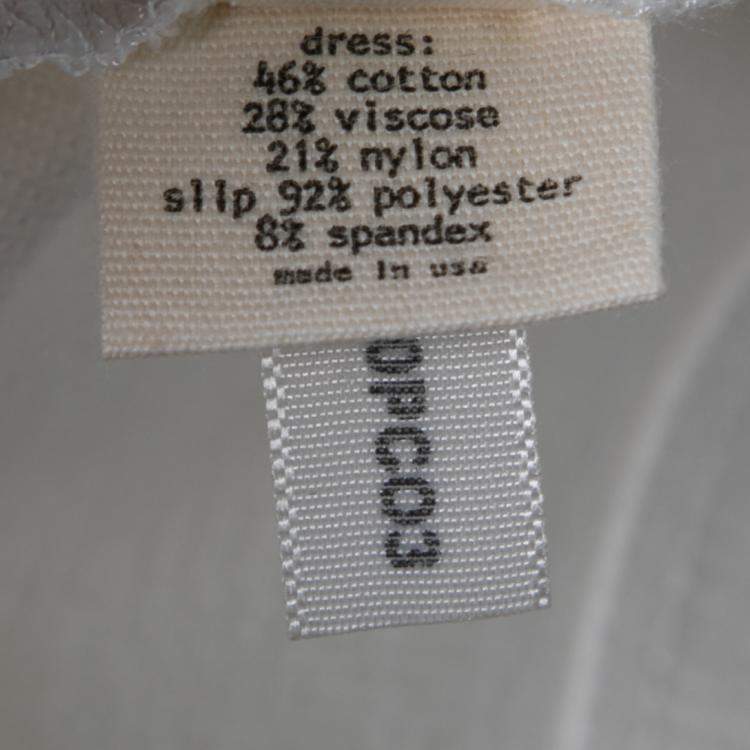 dress:
46% cotton
28% viscose
21% nylon
slip 92% polyester
8% spandex
made in usa